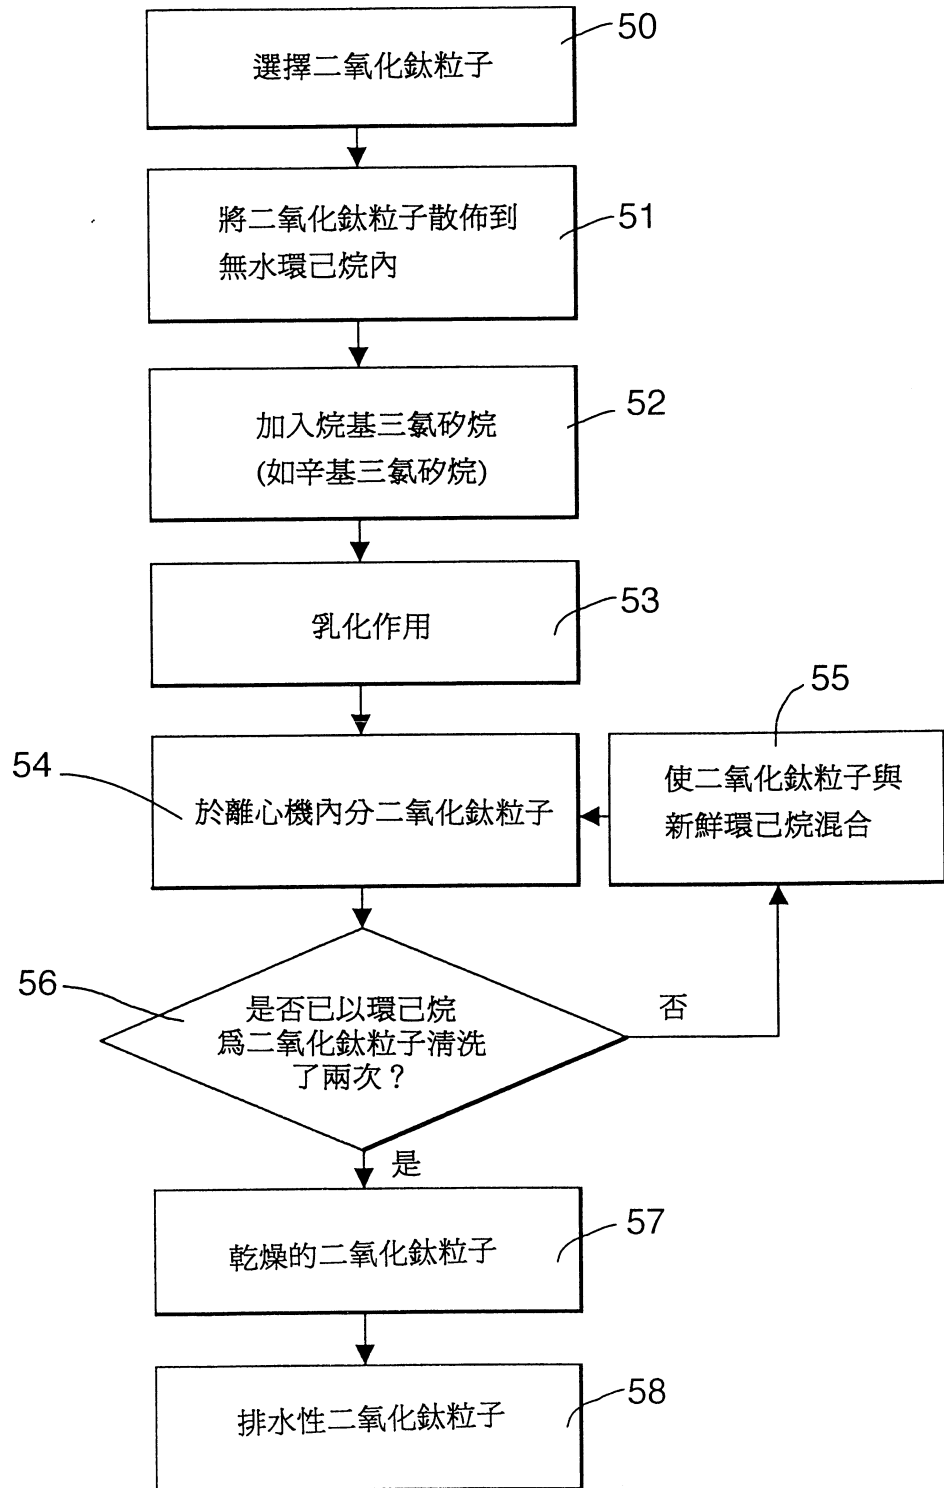 50
選擇二氧化鈦粒子
51
將二氧化鈦粒子散佈到
無水環己烷內
52
加入烷基三氯矽烷
(如辛基三氯矽烷)
53
乳化作用
54
於離心機內分二氧化鈦粒子
55
使二氧化鈦粒子與
新鮮環己烷混合
56
是否已以環己烷
爲二氧化鈦粒子淸洗
了兩次？
否
是
57
乾燥的二氧化鈦粒子
58
排水性二氧化鈦粒子